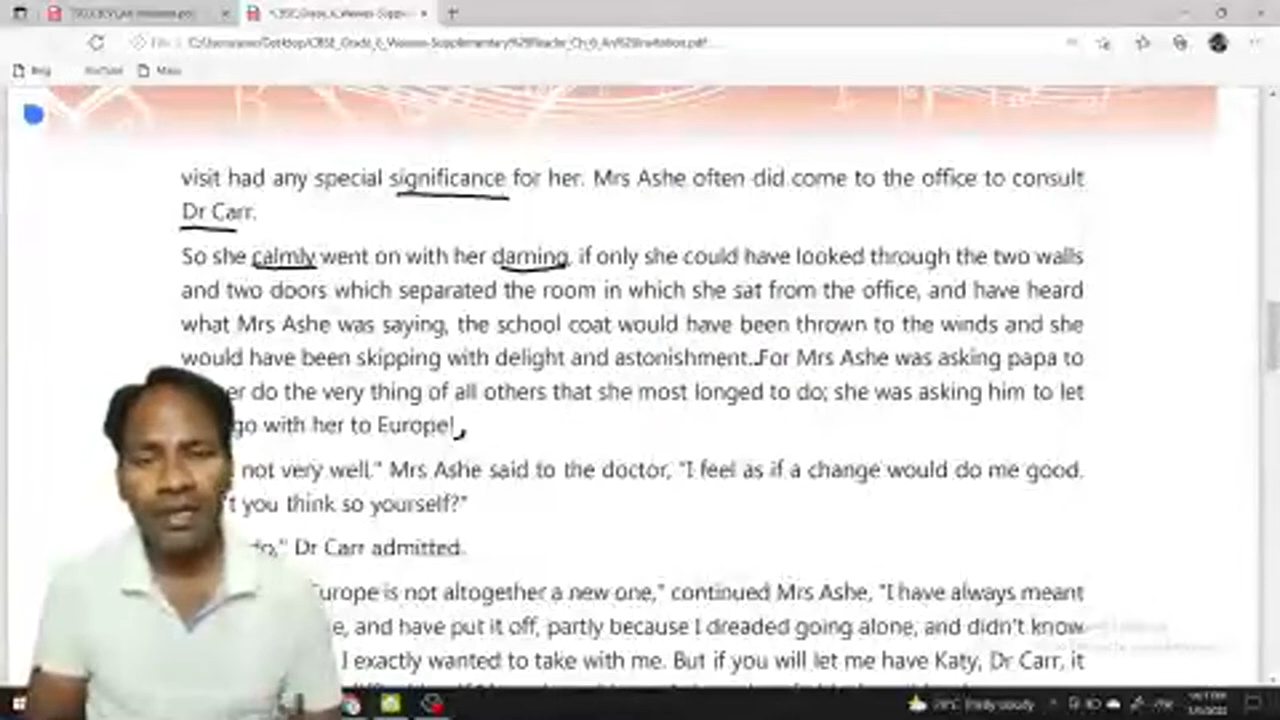 visit had any special significance for her. Mrs Ashe often did come to the office to consult
Dr Carr.
So she calmly went on with her darning, if only she could have looked through the two walls
and two doors which separated the room in which she sat from the office, and have heard
what Mrs Ashe was saying, the school coat would have been thrown to the winds and she
would have been skipping with delight and astonishment. For Mrs Ashe was asking papa to
do the very thing of all others that she most longed to do; she was asking him to let
go with her to Europe!
not very well." Mrs Ashe said to the doctor, "I feel as if a change would do me good.
you think so yourself?"
Dr Carr admitted.
Europe is not altogether a new one," continued Mrs Ashe, "I have always meant
and have put it off, partly because I dreaded going alone, and didn't know
I exactly wanted to take with me. But if you will let me have Katy, Dr Carr, it